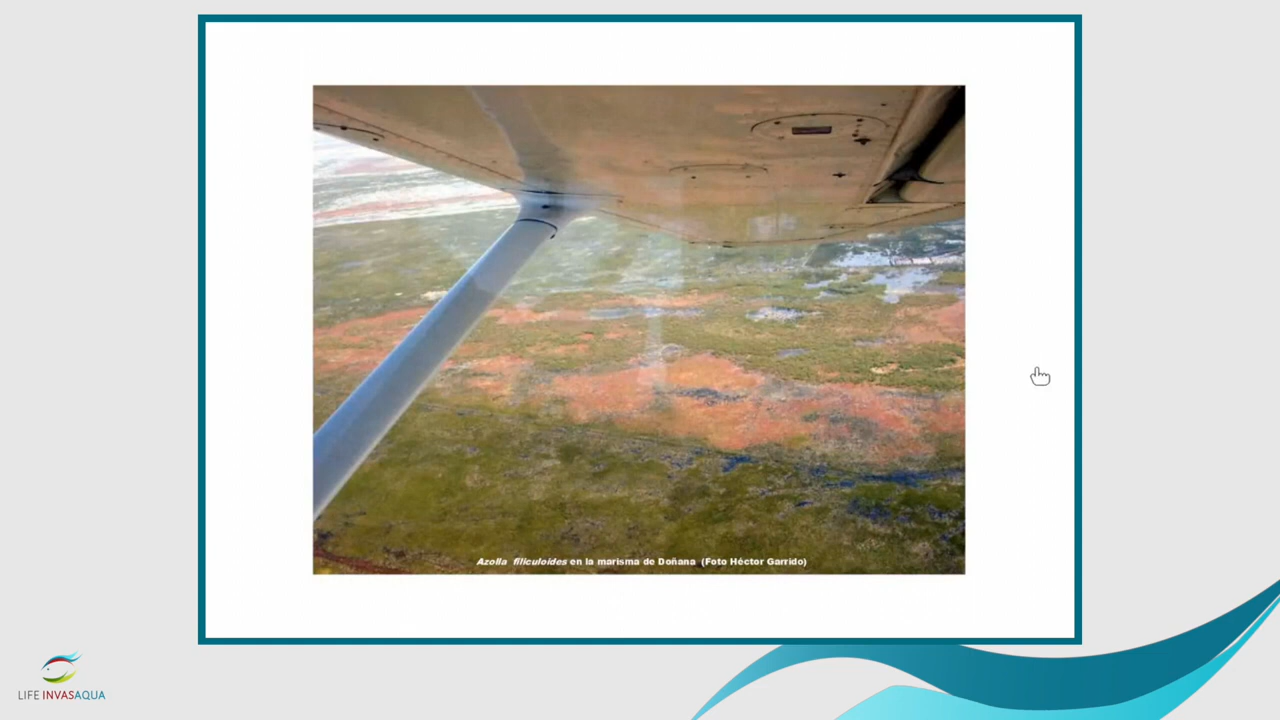 Azolla filiculoides en la marisma de Doñana (Foto Héctor Garrido)
LIFE INVASAQUA